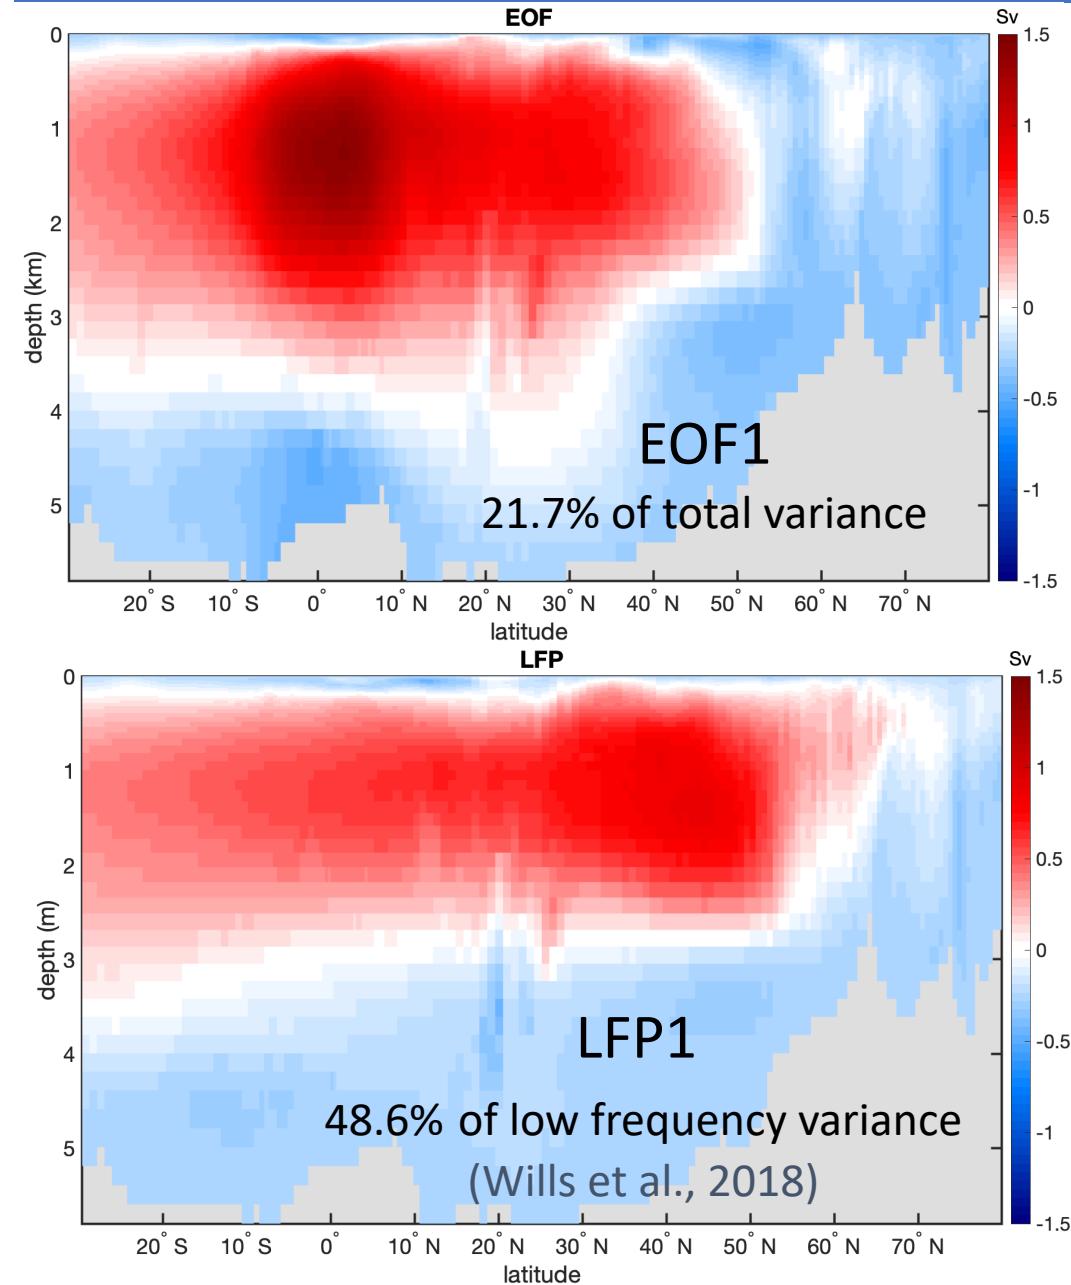 EOF
Sv
0
1
2
3
4
5
depth (km)
1.5
1
0.5
0
-0.5
-1
-1.5
EOF1
21.7% of total variance
20° S 10° S 0° 10° N 20° N 30° N 40° N 50° N 60° N 70° N
latitude
LFP
Sv
0
1
2
3
4
5
depth (m)
1.5
1
0.5
0
-0.5
-1
-1.5
LFP1
48.6% of low frequency variance
(Wills et al., 2018)
20° S 10° S 0° 10° N 20° N 30° N 40° N 50° N 60° N 70° N
latitude